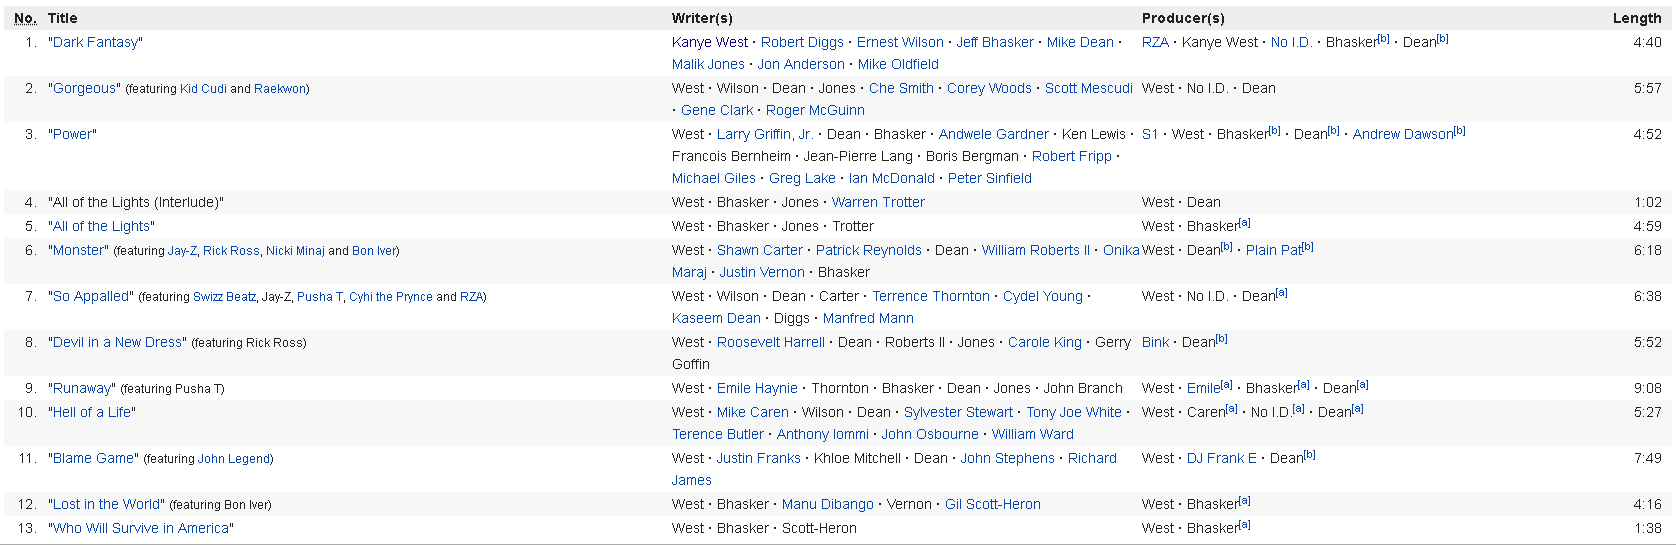 No. Title Writer(s) Producer(s) Length
1. "Dark Fantasy" Kanye West · Robert Diggs · Ernest Wilson · Jeff Bhasker · Mike Dean · RZA · Kanye West · No I.D. · Bhasker[b] · Dean[b] 4:40
Malik Jones · Jon Anderson · Mike Oldfield
2. "Gorgeous" (featuring Kid Cudi and Raekwon) West · Wilson · Dean · Jones · Che Smith · Corey Woods · Scott Mescudi West · No I.D. · Dean 5:57
· Gene Clark · Roger McGuinn
3. "Power" West · Larry Griffin, Jr. · Dean · Bhasker · Andwele Gardner · Ken Lewis · S1 · West · Bhasker[b] · Dean[b] · Andrew Dawson[b] 4:52
Francois Bernheim · Jean-Pierre Lang · Boris Bergman · Robert Fripp ·
Michael Giles · Greg Lake · Ian McDonald · Peter Sinfield
4. "All of the Lights (Interlude)" West · Bhasker · Jones · Warren Trotter West · Dean 1:02
5. "All of the Lights" West · Bhasker · Jones · Trotter West · Bhasker[a] 4:59
6. "Monster" (featuring Jay-Z, Rick Ross, Nicki Minaj and Bon Iver) West · Shawn Carter · Patrick Reynolds · Dean · William Roberts II · Onika West · Dean[b] · Plain Pat[b] 6:18
Maraj · Justin Vernon · Bhasker
7. "So Appalled" (featuring Swizz Beatz, Jay-Z, Pusha T, Cyhi the Prynce and RZA) West · Wilson · Dean · Carter · Terrence Thornton · Cydel Young · West · No I.D. · Dean[a] 6:38
Kaseem Dean · Diggs · Manfred Mann
8. "Devil in a New Dress" (featuring Rick Ross) West · Roosevelt Harrell · Dean · Roberts II · Jones · Carole King · Gerry Bink · Dean[b] 5:52
Goffin
9. "Runaway" (featuring Pusha T) West · Emile Haynie · Thornton · Bhasker · Dean · Jones · John Branch West · Emile[a] · Bhasker[a] · Dean[a] 9:08
10. "Hell of a Life" West · Mike Caren · Wilson · Dean · Sylvester Stewart · Tony Joe White · West · Caren[a] · No I.D.[a] · Dean[a] 5:27
Terence Butler · Anthony Iommi · John Osbourne · William Ward
11. "Blame Game" (featuring John Legend) West · Justin Franks · Khloe Mitchell · Dean · John Stephens · Richard West · DJ Frank E · Dean[b] 7:49
James
12. "Lost in the World" (featuring Bon Iver) West · Bhasker · Manu Dibango · Vernon · Gil Scott-Heron West · Bhasker[a] 4:16
13. "Who Will Survive in America" West · Bhasker · Scott-Heron West · Bhasker[a] 1:38